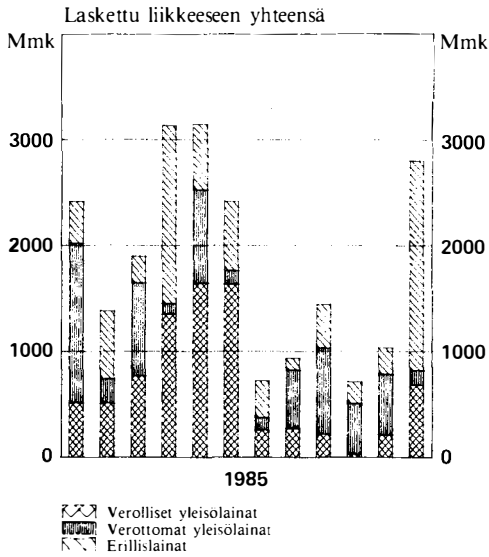 Laskettu liikkeeseen yhteensä
Mmk Mmk
3000 3000
2000 2000
1000 1000
0 0
1985
Verolliset yleisölainat
Verottomat yleisölainat
Erillislainat